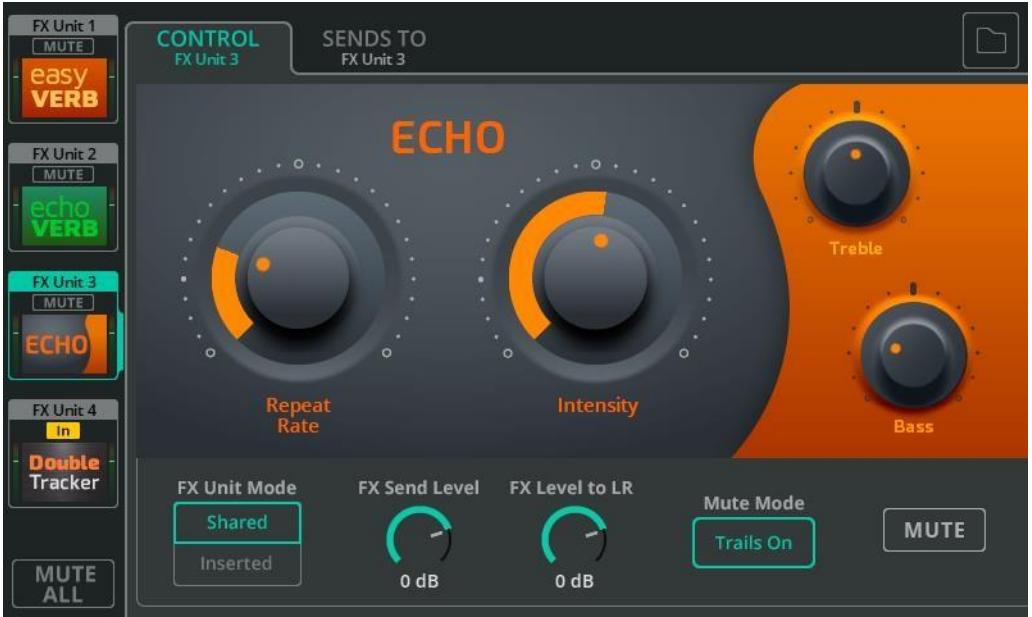 FX Unit 1
MUTE
easy
VERB
FX Unit 2
MUTE
echo
VERB
FX Unit 3
MUTE
ECHO
FX Unit 4
In
Double
Tracker
MUTE
ALL
CONTROL
FX Unit 3
SENDS TO
FX Unit 3
ECHO
Repeat
Rate
Intensity
Treble
Bass
FX Unit Mode
Shared
Inserted
FX Send Level
0 dB
FX Level to LR
0 dB
Mute Mode
Trails On
MUTE